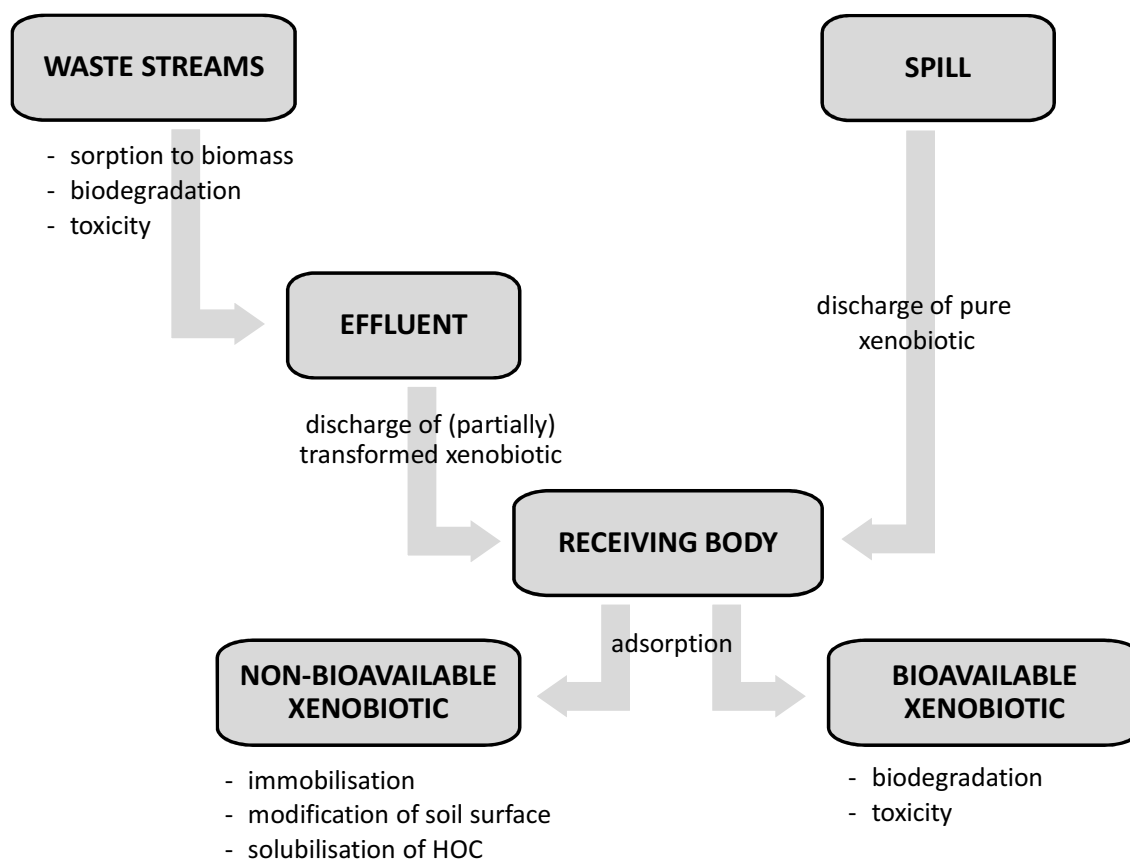 WASTE STREAMS
SPILL
- sorption to biomass
- biodegradation
- toxicity
EFFLUENT
discharge of pure
xenobiotic
discharge of (partially)
transformed xenobiotic
RECEIVING BODY
adsorption
NON-BIOAVAILABLE
XENOBIOTIC
BIOAVAILABLE
XENOBIOTIC
- immobilisation
- modification of soil surface
- solubilisation of HOC
- biodegradation
- toxicity